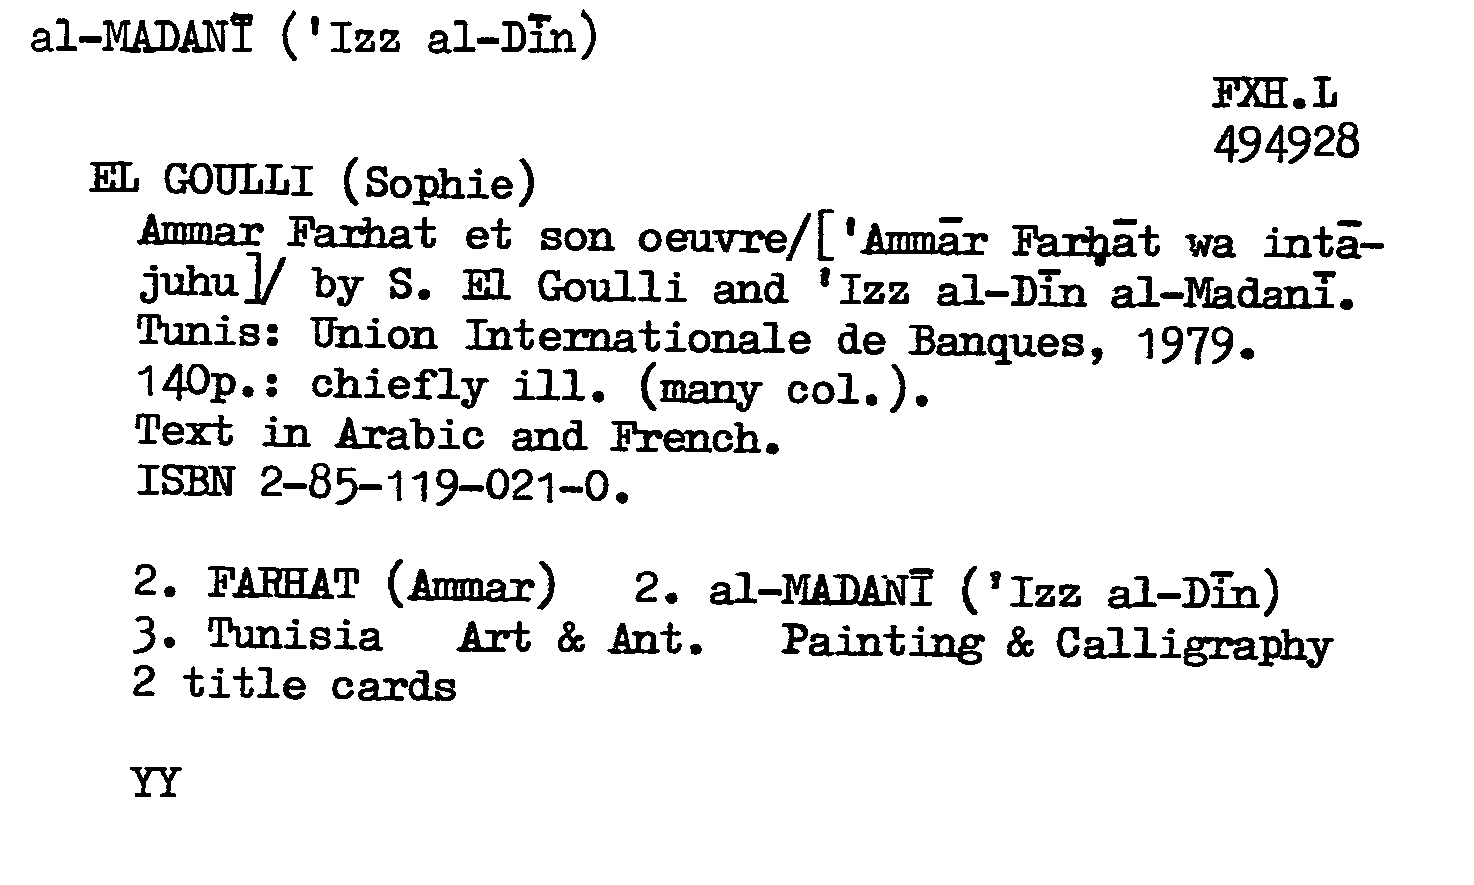 al-MADANĪ ('Izz al-Dīn)
FXH.L
494928
EL GOULLI (Sophie)
Ammar Farhat et son oeuvre/['Ammār Farḥāt wa intā-
juhu]/ by S. El Goulli and 'Izz al-Dīn al-Madanī.
Tunis: Union Internationale de Banques, 1979.
140p.: chiefly ill. (many col.).
Text in Arabic and French.
ISBN 2-85-119-021-0.
2. FARHAT (Ammar)   2. al-MADANĪ ('Izz al-Dīn)
3. Tunisia   Art & Ant.   Painting & Calligraphy
2 title cards
YY